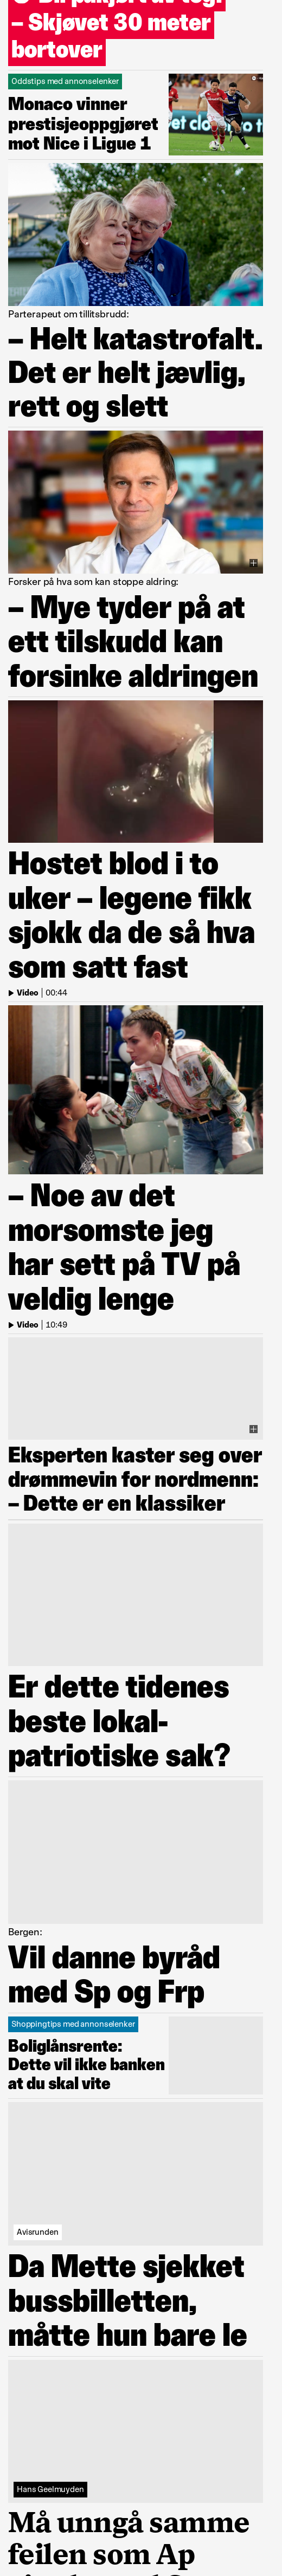 – Skjøvet 30 meter
bortover
Oddstips med annonselenker
Monaco vinner
prestisjeoppgjøret
mot Nice i Ligue 1
Parterapeut om tillitsbrudd:
– Helt katastrofalt.
Det er helt jævlig,
rett og slett
Forsker på hva som kan stoppe aldring:
– Mye tyder på at
ett tilskudd kan
forsinke aldringen
Hostet blod i to
uker – legene fikk
sjokk da de så hva
som satt fast
Video | 00:44
– Noe av det
morsomste jeg
har sett på TV på
veldig lenge
Video | 10:49
Eksperten kaster seg over
drømmevin for nordmenn:
– Dette er en klassiker
Er dette tidenes
beste lokal-
patriotiske sak?
Bergen:
Vil danne byråd
med Sp og Frp
Shoppingtips med annonselenker
Boliglånsrente:
Dette vil ikke banken
at du skal vite
Avisrunden
Da Mette sjekket
bussbilletten,
måtte hun bare le
Hans Geelmuyden
Må unngå samme
feilen som Ap